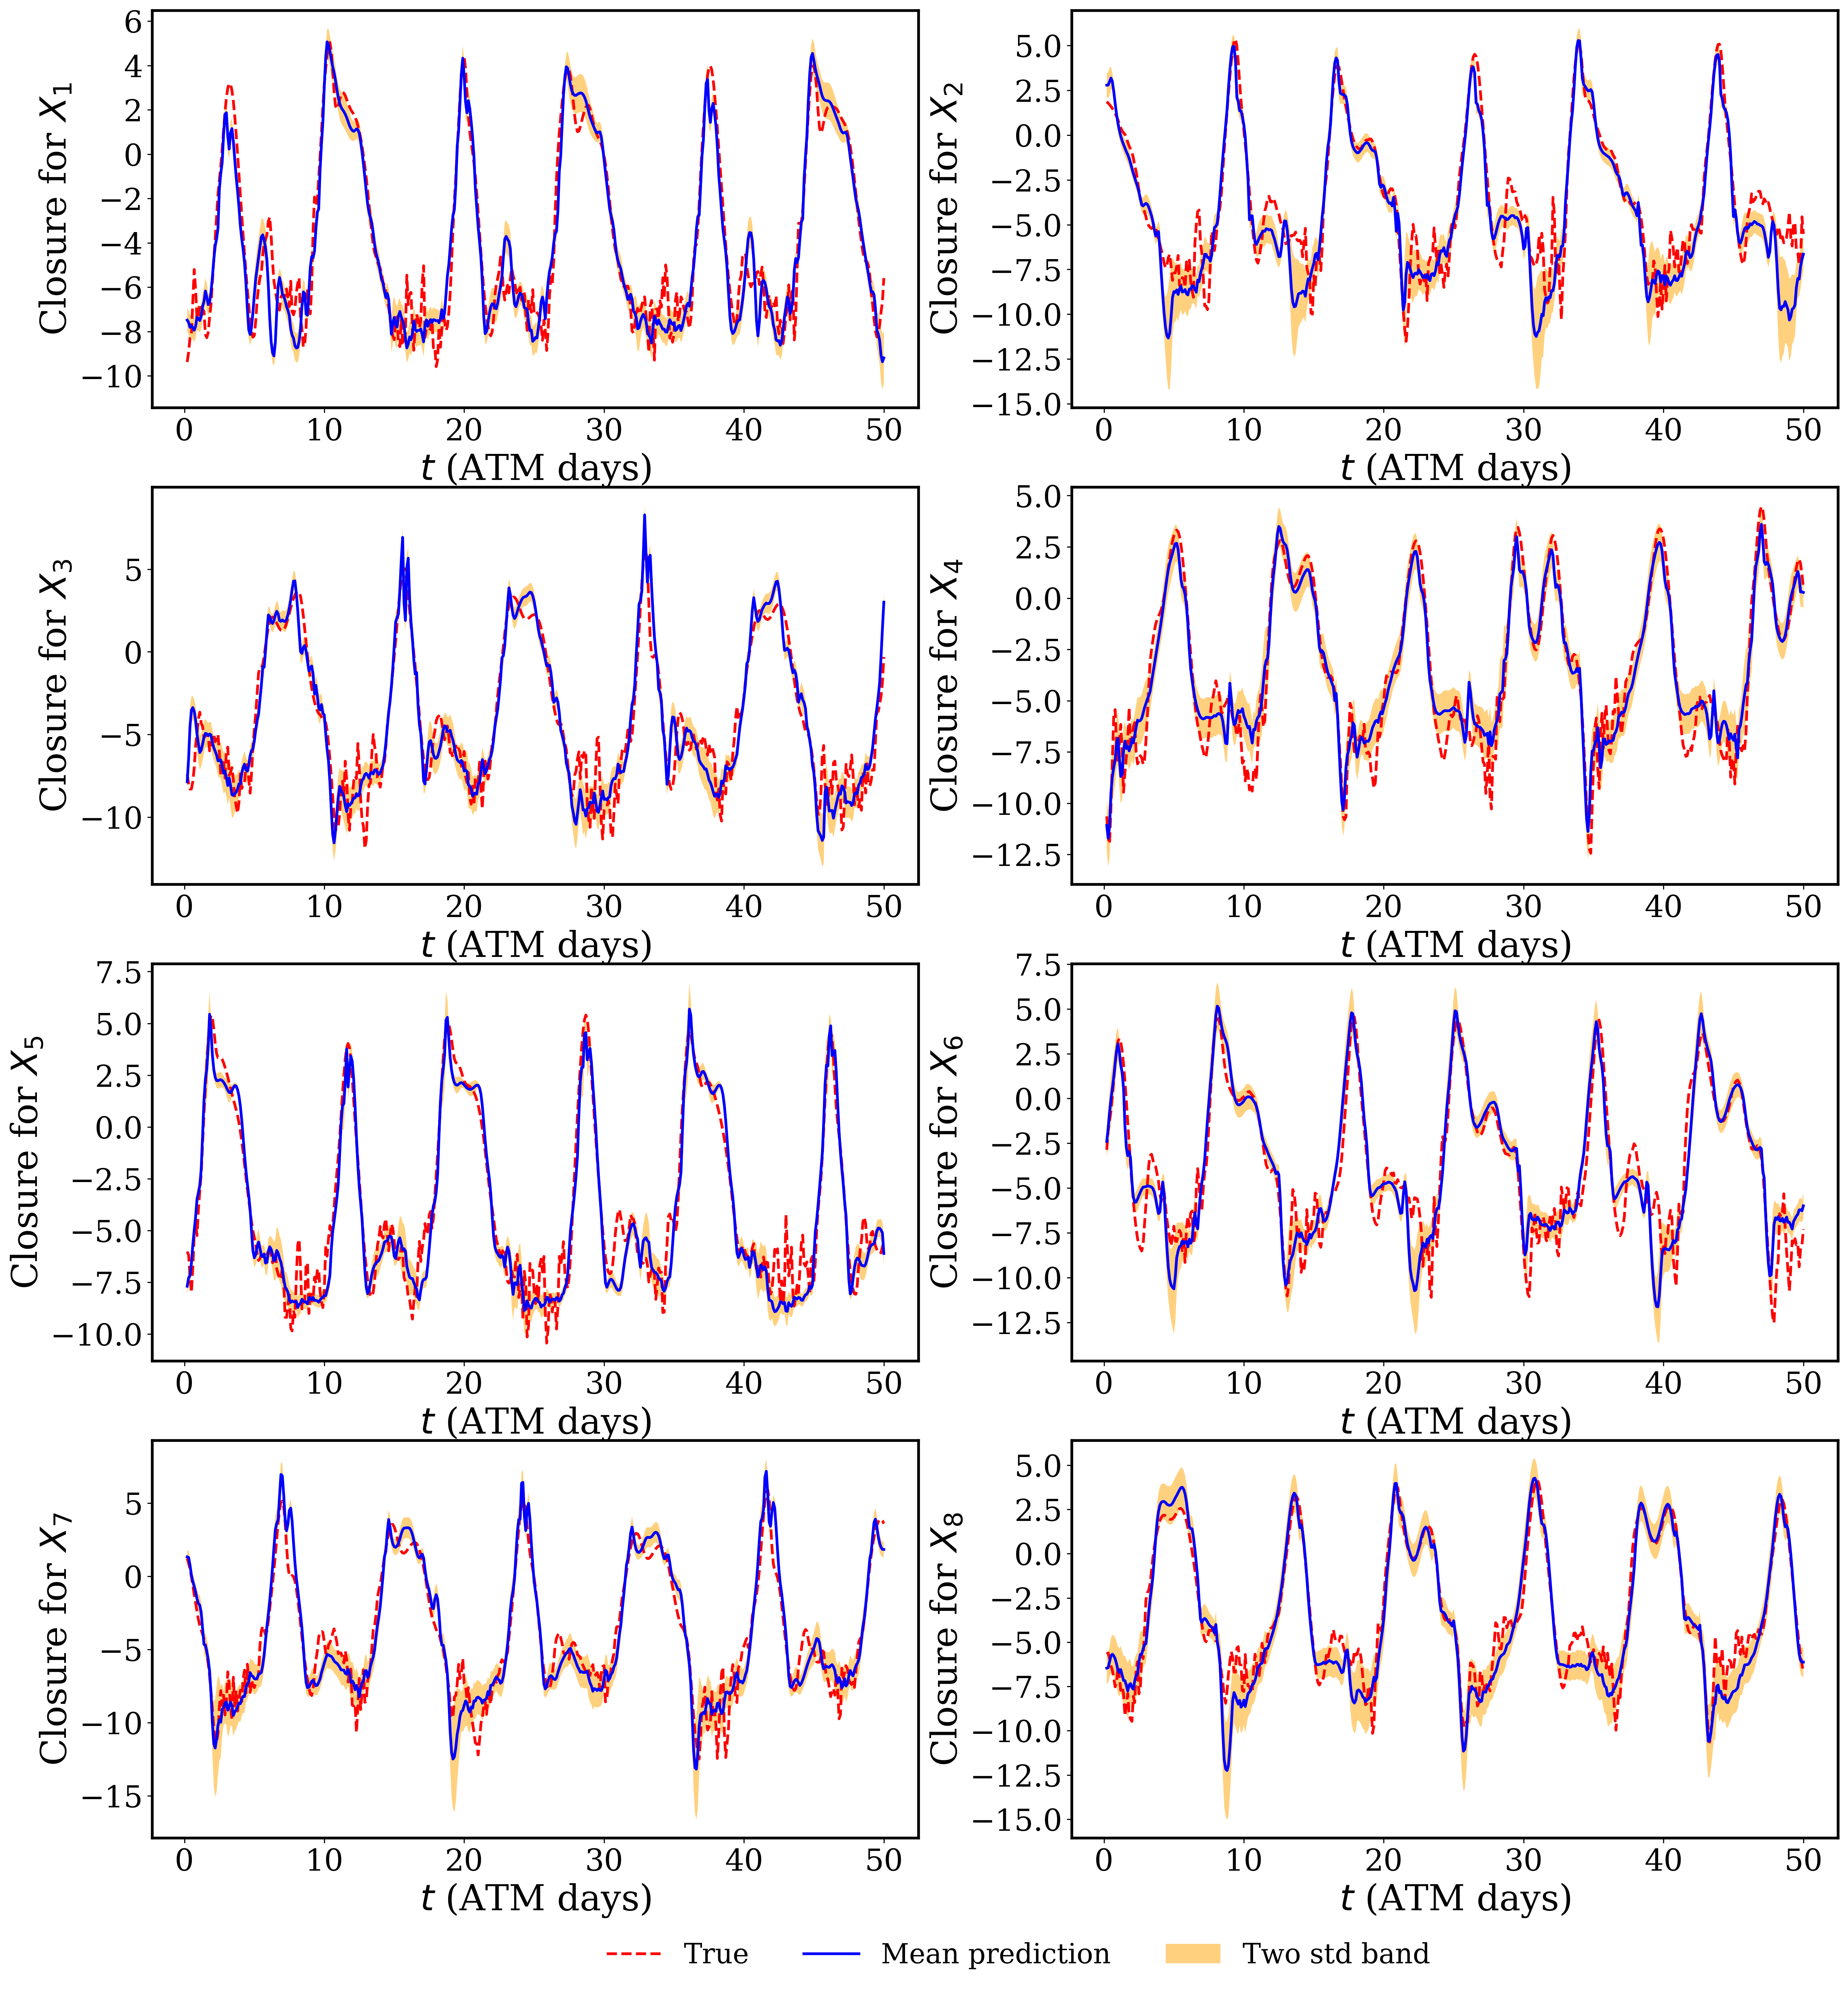 6
4
2
0
−2
−4
−6
−8
−10
Closure for X₁
0 10 20 30 40 50
t (ATM days)
5.0
2.5
0.0
−2.5
−5.0
−7.5
−10.0
−12.5
−15.0
Closure for X₂
0 10 20 30 40 50
t (ATM days)
5
0
−5
−10
Closure for X₃
0 10 20 30 40 50
t (ATM days)
5.0
2.5
0.0
−2.5
−5.0
−7.5
−10.0
−12.5
Closure for X₄
0 10 20 30 40 50
t (ATM days)
7.5
5.0
2.5
0.0
−2.5
−5.0
−7.5
−10.0
Closure for X₅
0 10 20 30 40 50
t (ATM days)
7.5
5.0
2.5
0.0
−2.5
−5.0
−7.5
−10.0
−12.5
Closure for X₆
0 10 20 30 40 50
t (ATM days)
5
0
−5
−10
−15
Closure for X₇
0 10 20 30 40 50
t (ATM days)
5.0
2.5
0.0
−2.5
−5.0
−7.5
−10.0
−12.5
−15.0
Closure for X₈
0 10 20 30 40 50
t (ATM days)
True Mean prediction Two std band